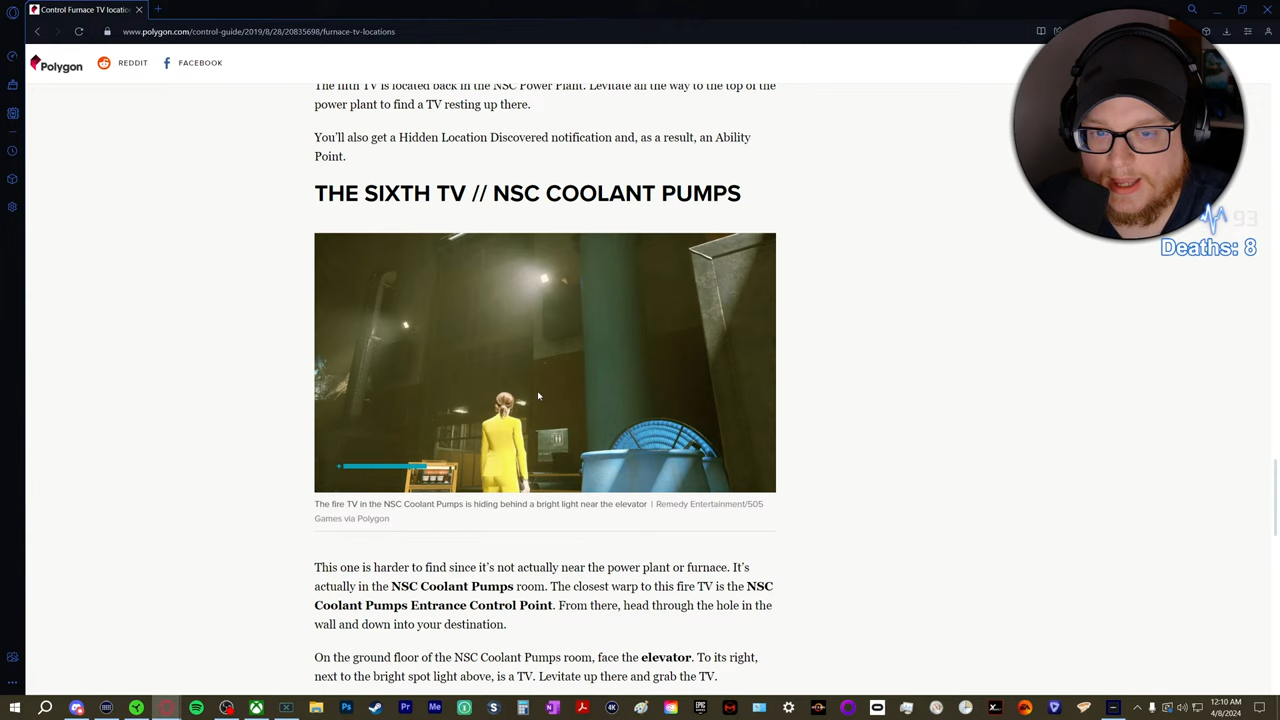 Control Furnace TV locatio
www.polygon.com/control-guide/2019/8/28/20835698/furnace-tv-locations
Polygon
REDDIT
FACEBOOK
The fifth TV is located back in the NSC Power Plant. Levitate all the way to the top of the
power plant to find a TV resting up there.
You'll also get a Hidden Location Discovered notification and, as a result, an Ability
Point.
THE SIXTH TV // NSC COOLANT PUMPS
93
Deaths: 8
The fire TV in the NSC Coolant Pumps is hiding behind a bright light near the elevator | Remedy Entertainment/505
Games via Polygon
This one is harder to find since it's not actually near the power plant or furnace. It's
actually in the NSC Coolant Pumps room. The closest warp to this fire TV is the NSC
Coolant Pumps Entrance Control Point. From there, head through the hole in the
wall and down into your destination.
On the ground floor of the NSC Coolant Pumps room, face the elevator. To its right,
next to the bright spot light above, is a TV. Levitate up there and grab the TV.
Ps
Pr
Me
4K
EPIC
12:10 AM
4/8/2024